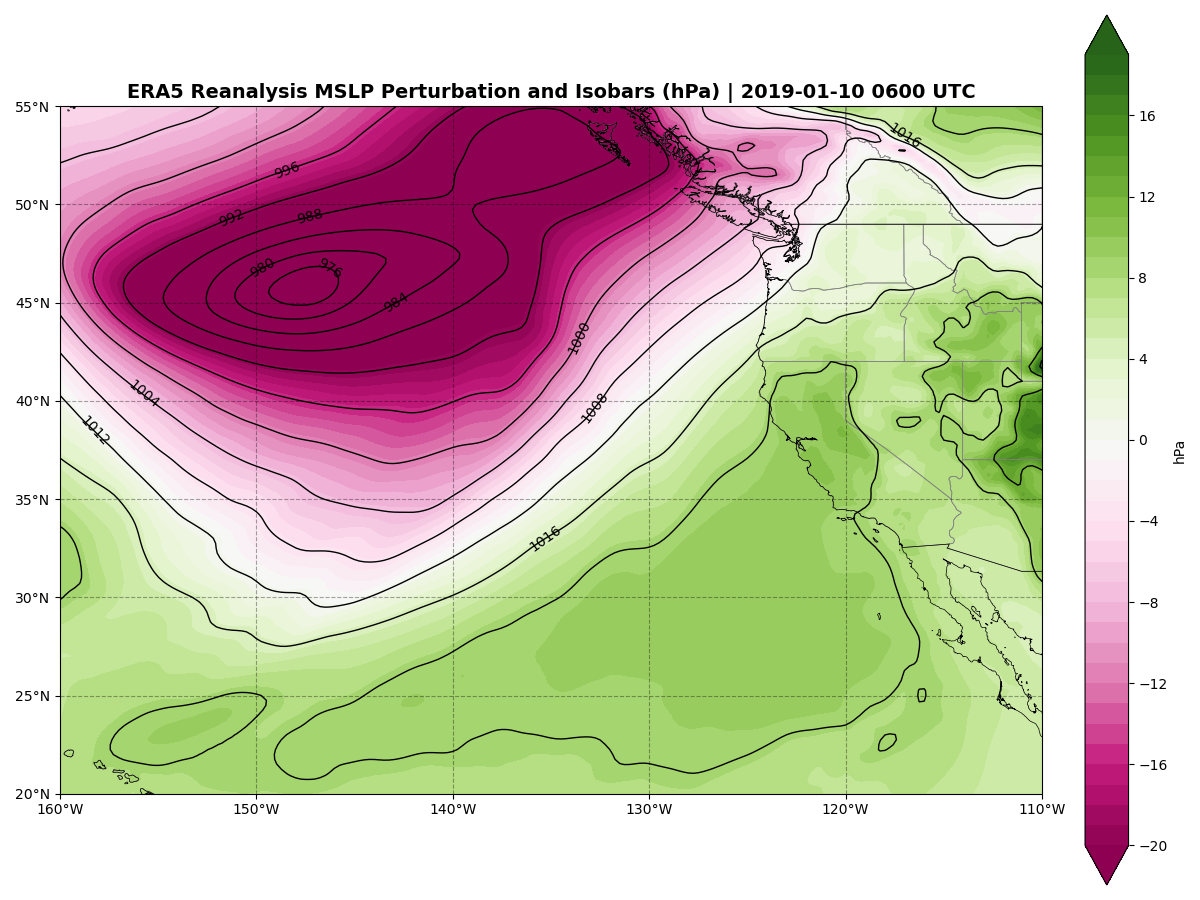 ERA5 Reanalysis MSLP Perturbation and Isobars (hPa) | 2019-01-10 0600 UTC
55°N
50°N
45°N
40°N
35°N
30°N
25°N
20°N
160°W
150°W
140°W
130°W
120°W
110°W
1016
996
992
988
980
976
984
1000
1004
1008
1012
1016
16
12
8
4
0
−4
−8
−12
−16
−20
hPa